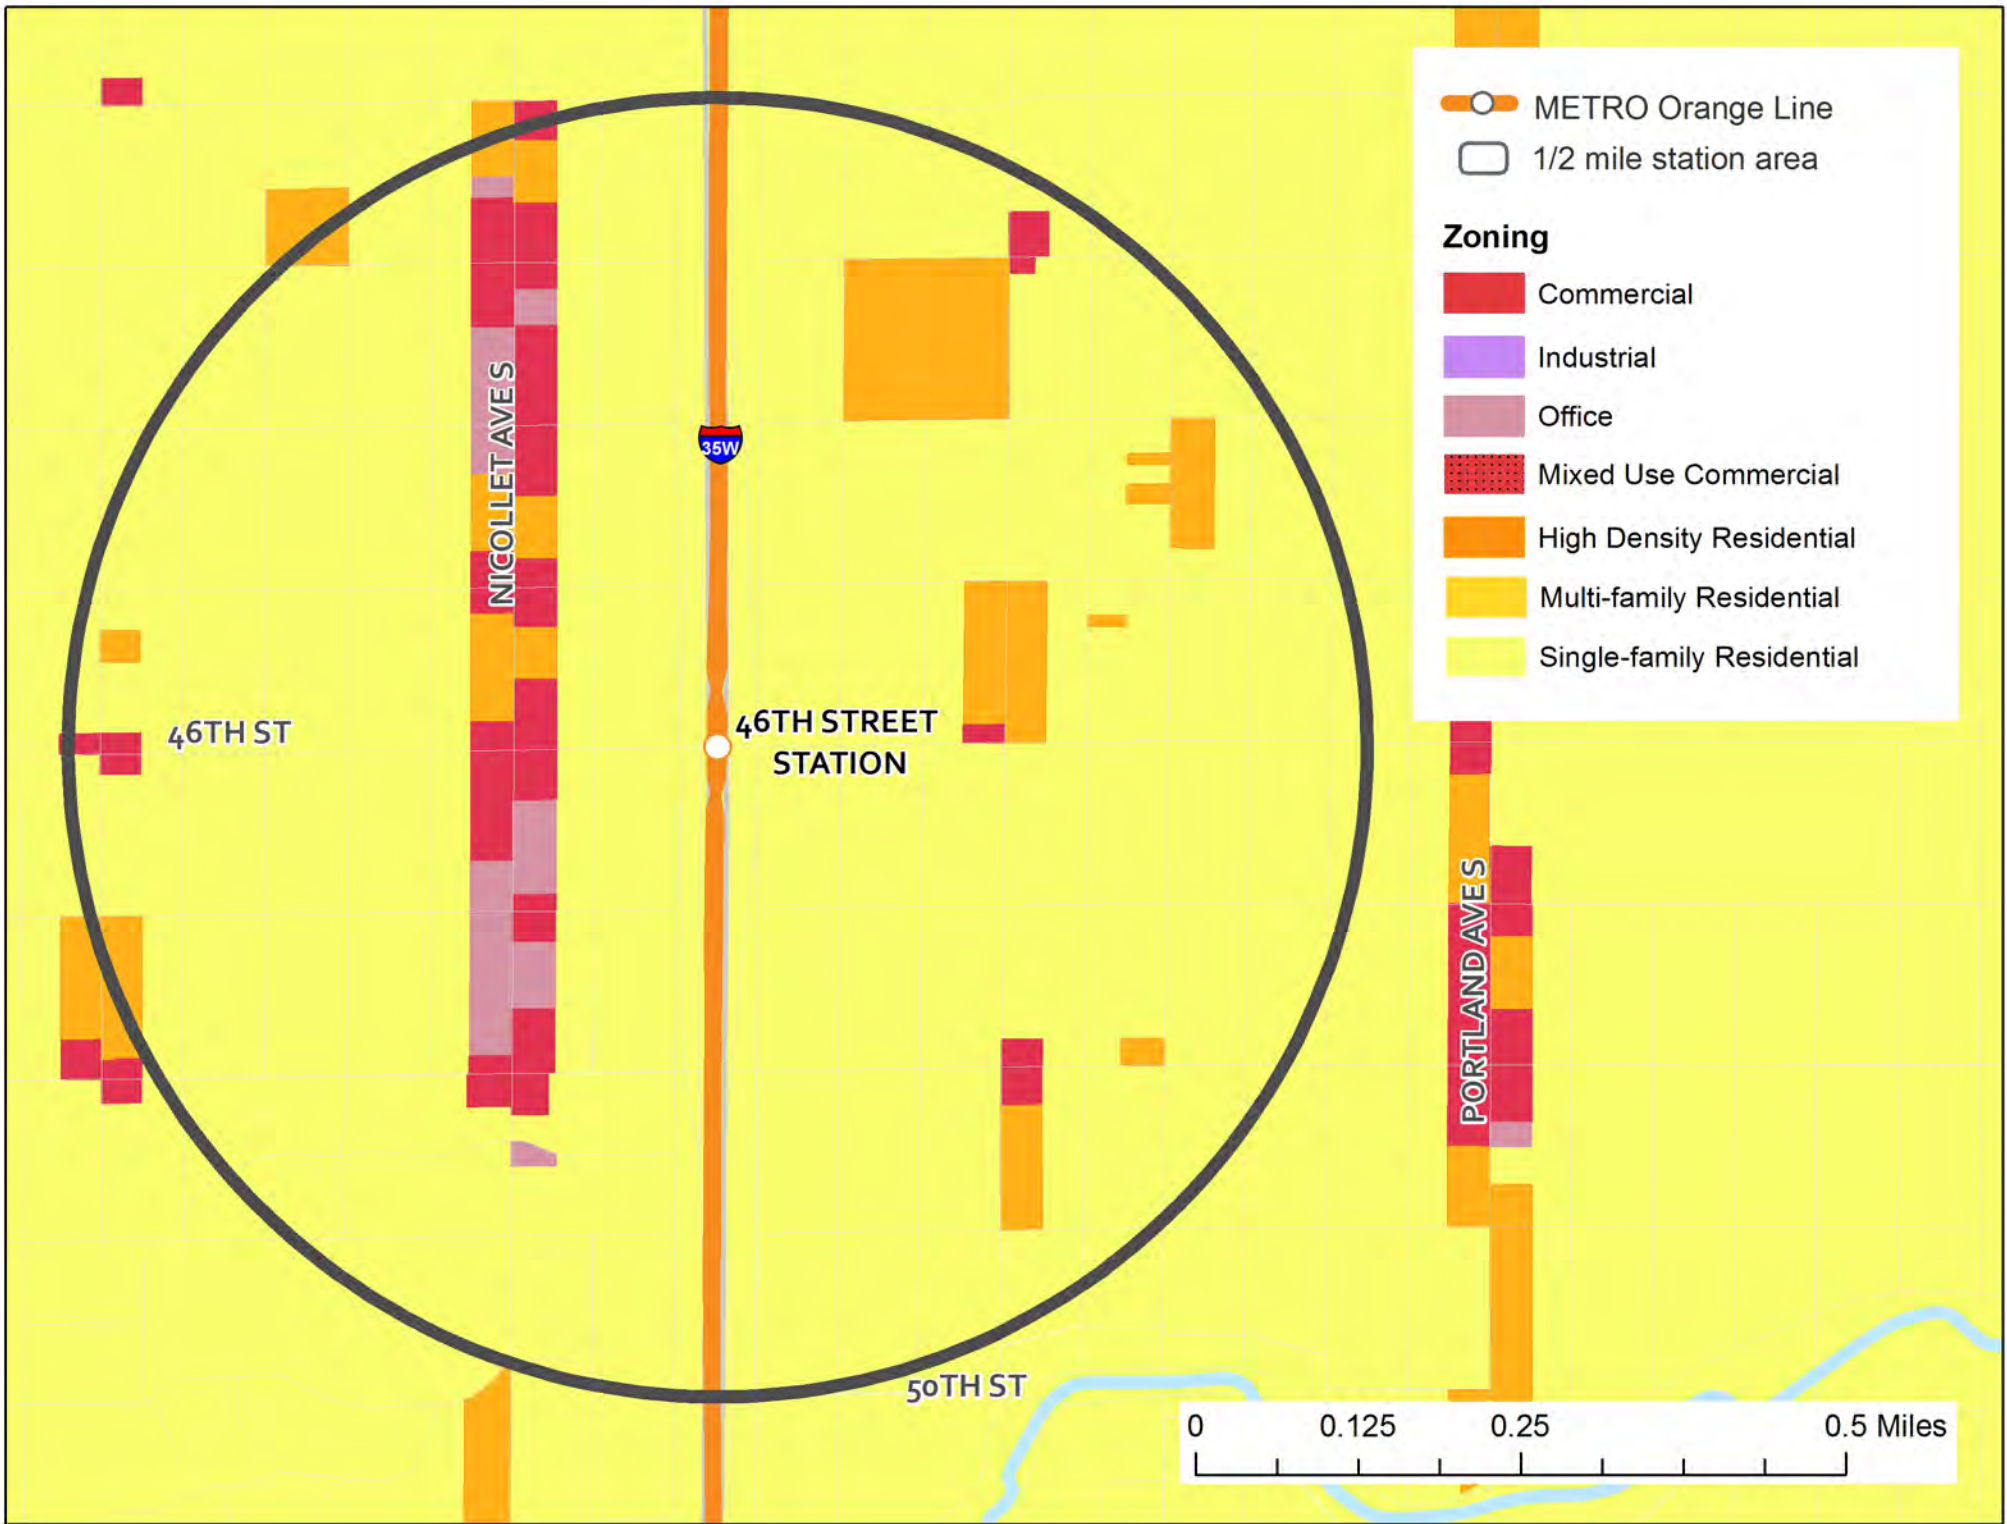 METRO Orange Line
1/2 mile station area
Zoning
Commercial
Industrial
Office
Mixed Use Commercial
High Density Residential
Multi-family Residential
Single-family Residential
NICOLLET AVE S
35W
46TH ST
46TH STREET
STATION
PORTLAND AVE S
50TH ST
0 0.125 0.25 0.5 Miles